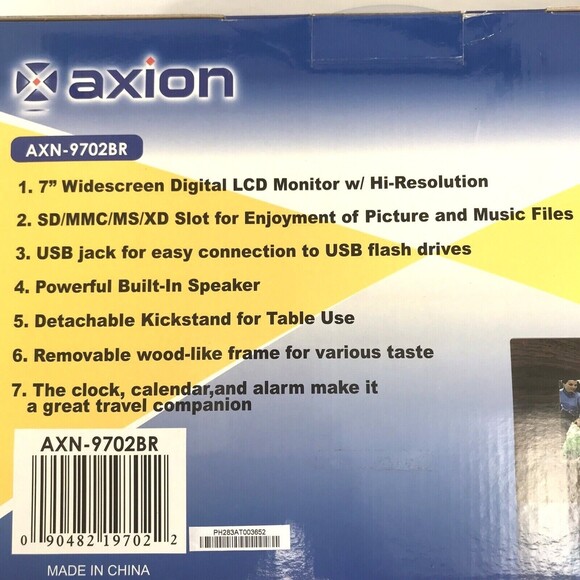 axion
AXN-9702BR
1. 7” Widescreen Digital LCD Monitor w/ Hi-Resolution
2. SD/MMC/MS/XD Slot for Enjoyment of Picture and Music Files
3. USB jack for easy connection to USB flash drives
4. Powerful Built-In Speaker
5. Detachable Kickstand for Table Use
6. Removable wood-like frame for various taste
7. The clock, calendar,and alarm make it
a great travel companion
AXN-9702BR
0 90482 19702 2
PH283AT003652
MADE IN CHINA